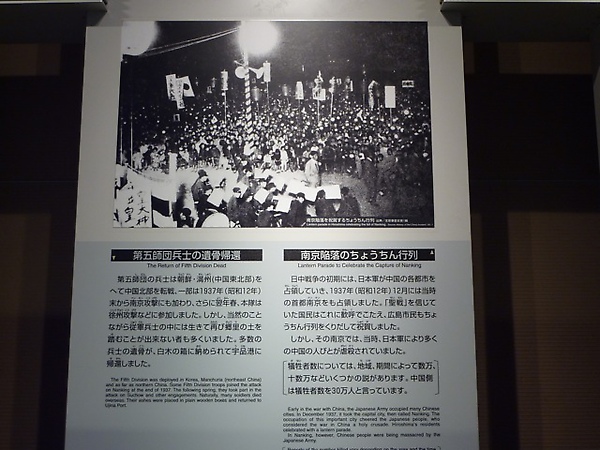 南京陥落を祝賀するちょうちん行列
第五師団兵士の遺骨帰還
The Return of Fifth Division Dead
第五師団の兵士は朝鮮・満州(中国東北部)を
へて中国北部を転戦、一部は1937年(昭和12年)
末から南京攻撃にも加わり、さらに翌年春、本隊は
徐州攻撃などに参加しました。しかし、当然のこと
ながら従軍兵士の中には生きて再び郷里の土を
踏むことが出来ない者も多くいました。多数の
兵士の遺骨が、白木の箱に納められて宇品港に
帰還しました。
The Fifth Division was deployed in Korea, Manchuria (northeast China)
and as far as northern China. Some Fifth Division troops joined the attack
on Nanking at the end of 1937. The following spring, they took part in the
attack on Suchow and other engagements. Naturally, many soldiers died
overseas. Their ashes were placed in plain wooden boxes and returned to
Ujina Port.
南京陥落のちょうちん行列
Lantern Parade to Celebrate the Capture of Nanking
日中戦争の初期には、日本軍が中国の各都市を
占領していき、1937年(昭和12年)12月には当時
の首都南京をも占領しました。「聖戦」を信じて
いた国民はこれに歓呼でこたえ、広島市民もちょ
うちん行列をくりだして祝賀しました。
しかし、その南京では、当時、日本軍により多く
の中国の人びとが虐殺されていました。
犠牲者数については、地域、期間によって数万、
十数万などいくつかの説があります。中国側
は犠牲者数を30万人と言っています。
Early in the war with China, the Japanese Army occupied many Chinese
cities. In December 1937, it took the capital city, then called Nanking. The
occupation of this important city cheered the Japanese people, who
considered the war in China a holy crusade. Hiroshima's residents
celebrated with a lantern parade.
In Nanking, however, Chinese people were being massacred by the
Japanese Army.